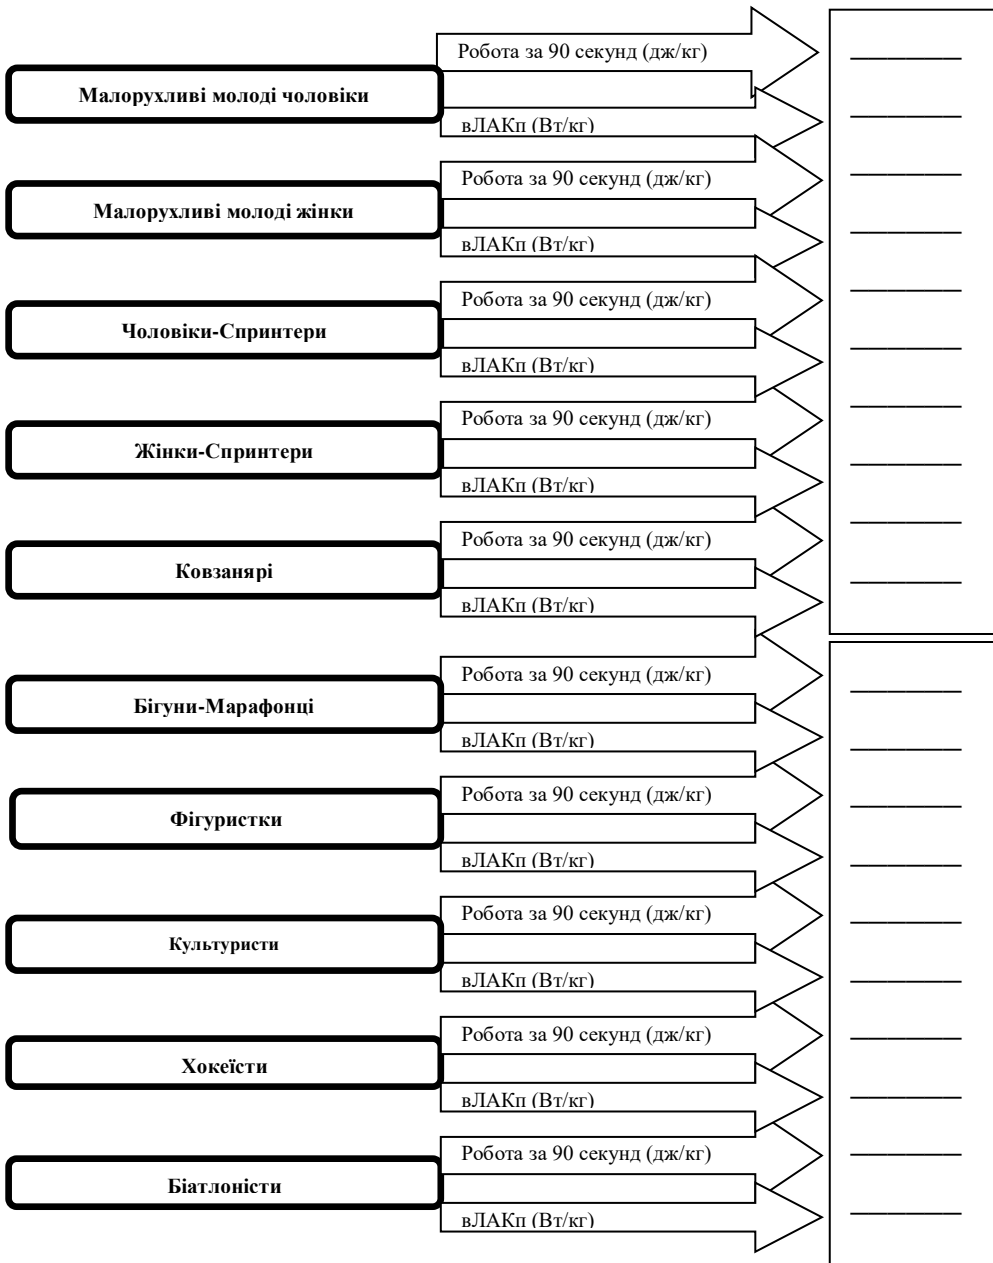 Робота за 90 секунд (дж/кг)
Малорухливі молоді чоловіки
вЛАКп (Вт/кг)
Робота за 90 секунд (дж/кг)
Малорухливі молоді жінки
вЛАКп (Вт/кг)
Робота за 90 секунд (дж/кг)
Чоловіки-Спринтери
вЛАКп (Вт/кг)
Робота за 90 секунд (дж/кг)
Жінки-Спринтери
вЛАКп (Вт/кг)
Робота за 90 секунд (дж/кг)
Ковзанярі
вЛАКп (Вт/кг)
Робота за 90 секунд (дж/кг)
Бігуни-Марафонці
вЛАКп (Вт/кг)
Робота за 90 секунд (дж/кг)
Фігуристки
вЛАКп (Вт/кг)
Робота за 90 секунд (дж/кг)
Культуристи
вЛАКп (Вт/кг)
Робота за 90 секунд (дж/кг)
Хокеїсти
вЛАКп (Вт/кг)
Робота за 90 секунд (дж/кг)
Біатлоністи
вЛАКп (Вт/кг)